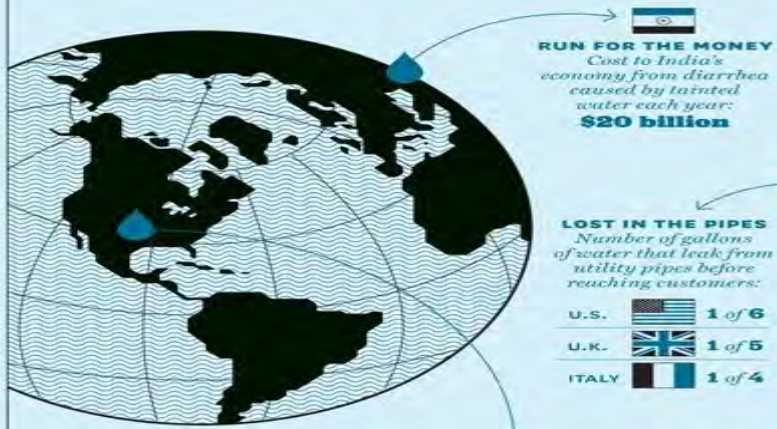 RUN FOR THE MONEY
Cost to India's
economy from diarrhea
caused by tainted
water each year:
$20 billion
LOST IN THE PIPES
Number of gallons
of water that leak from
utility pipes before
reaching customers:
U.S. 1 of 6
U.K. 1 of 5
ITALY 1 of 4